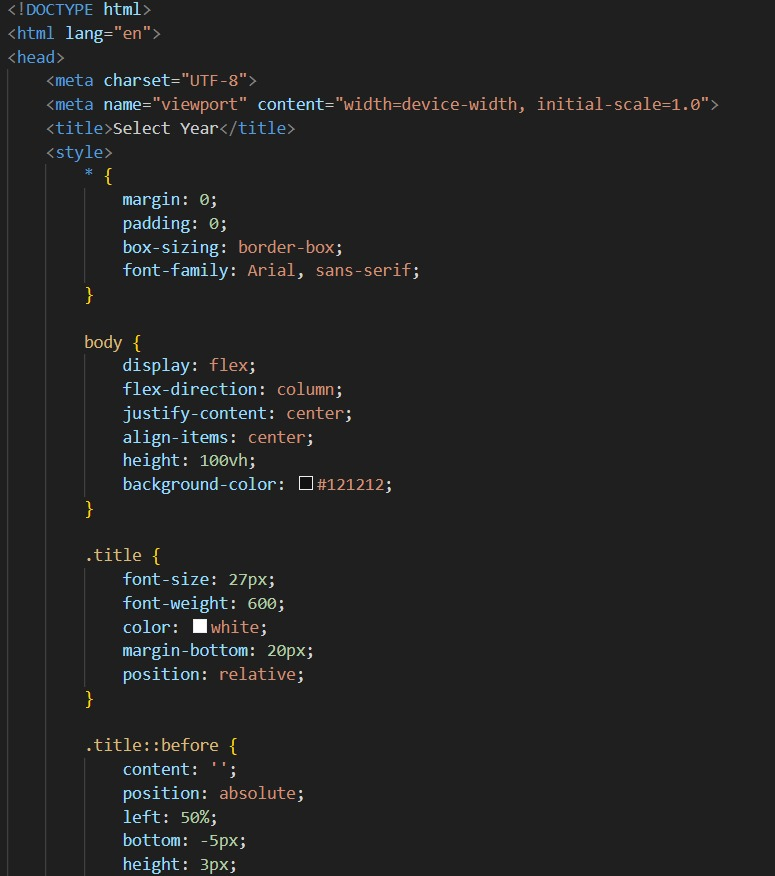 <!DOCTYPE html>
<html lang="en">
<head>
    <meta charset="UTF-8">
    <meta name="viewport" content="width=device-width, initial-scale=1.0">
    <title>Select Year</title>
    <style>
        * {
            margin: 0;
            padding: 0;
            box-sizing: border-box;
            font-family: Arial, sans-serif;
        }

        body {
            display: flex;
            flex-direction: column;
            justify-content: center;
            align-items: center;
            height: 100vh;
            background-color: #121212;
        }

        .title {
            font-size: 27px;
            font-weight: 600;
            color: white;
            margin-bottom: 20px;
            position: relative;
        }

        .title::before {
            content: '';
            position: absolute;
            left: 50%;
            bottom: -5px;
            height: 3px;